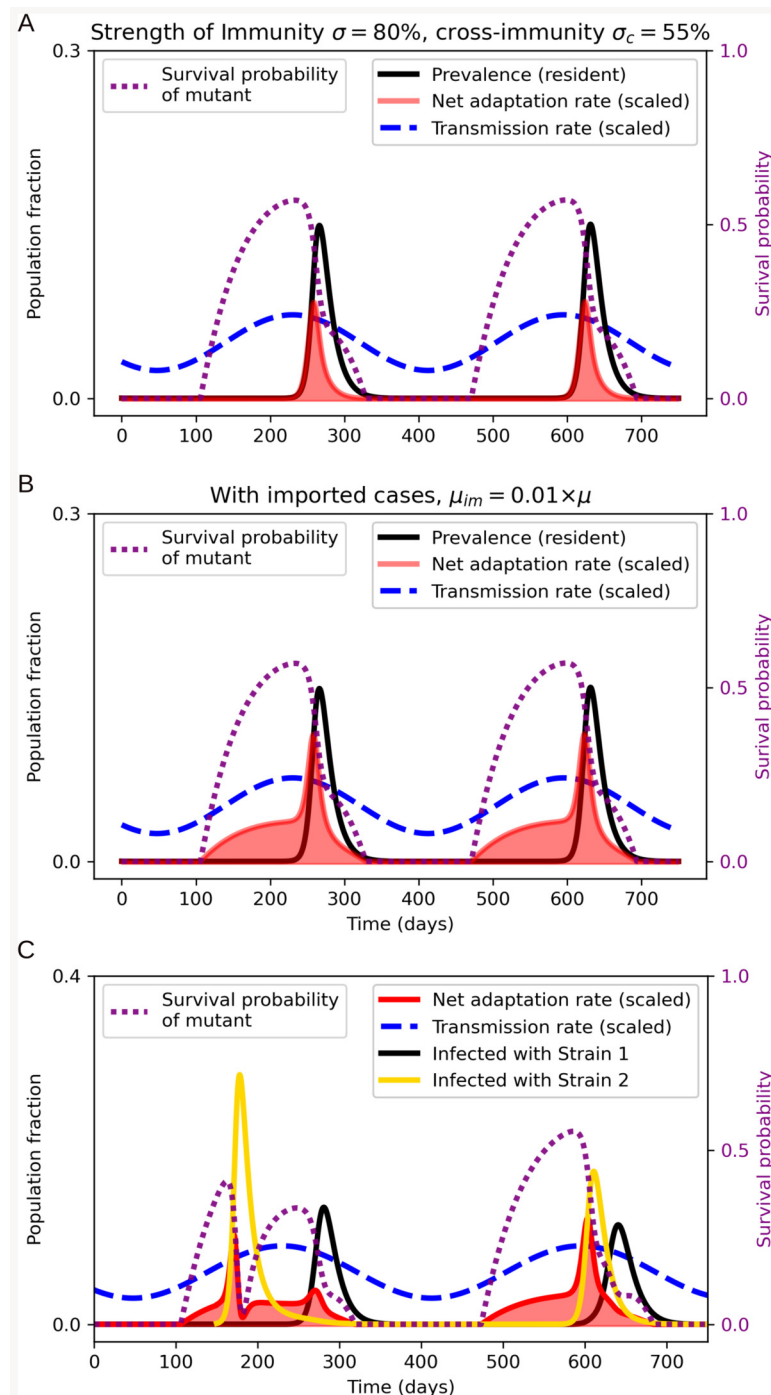 A
Strength of Immunity σ = 80%, cross-immunity σc = 55%
0.3
1.0
Survival probability
of mutant
Prevalence (resident)
Net adaptation rate (scaled)
Transmission rate (scaled)
Population fraction
0.5
Surival probability
0.0
0.0
0 100 200 300 400 500 600 700
B
With imported cases, μim = 0.01×μ
0.3
1.0
Survival probability
of mutant
Prevalence (resident)
Net adaptation rate (scaled)
Transmission rate (scaled)
Population fraction
0.5
Surival probability
0.0
0.0
0 100 200 300 400 500 600 700
Time (days)
C
0.4
1.0
Survival probability
of mutant
Net adaptation rate (scaled)
Transmission rate (scaled)
Infected with Strain 1
Infected with Strain 2
Population fraction
0.5
Survival probability
0.0
0.0
0 100 200 300 400 500 600 700
Time (days)